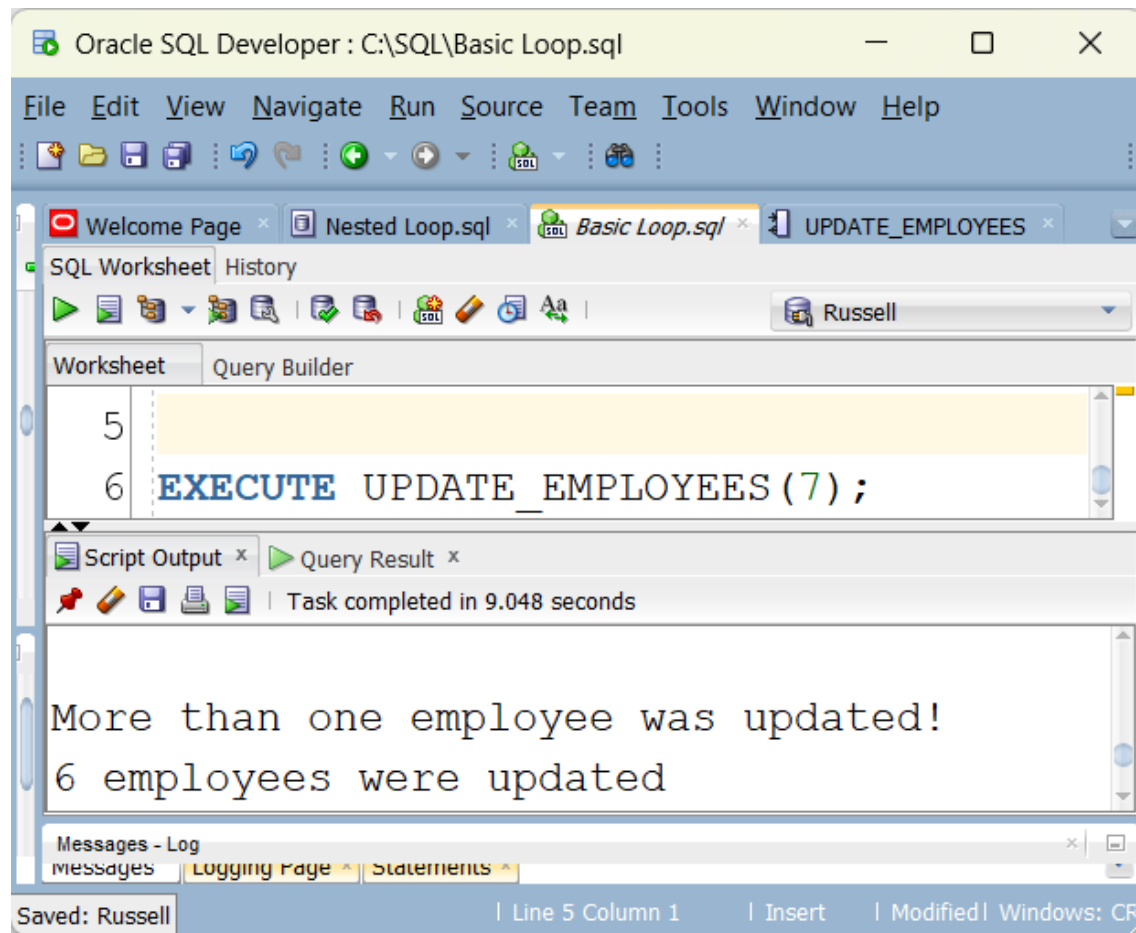 Oracle SQL Developer : C:\SQL\Basic Loop.sql
File Edit View Navigate Run Source Team Tools Window Help
Welcome Page Nested Loop.sql Basic Loop.sql UPDATE_EMPLOYEES
SQL Worksheet History
Russell
Worksheet Query Builder
5
6 EXECUTE UPDATE_EMPLOYEES(7);
Script Output Query Result
Task completed in 9.048 seconds
More than one employee was updated!
6 employees were updated
Messages - Log
Messages Logging Page Statements
Saved: Russell Line 5 Column 1 Insert Modified Windows: CR